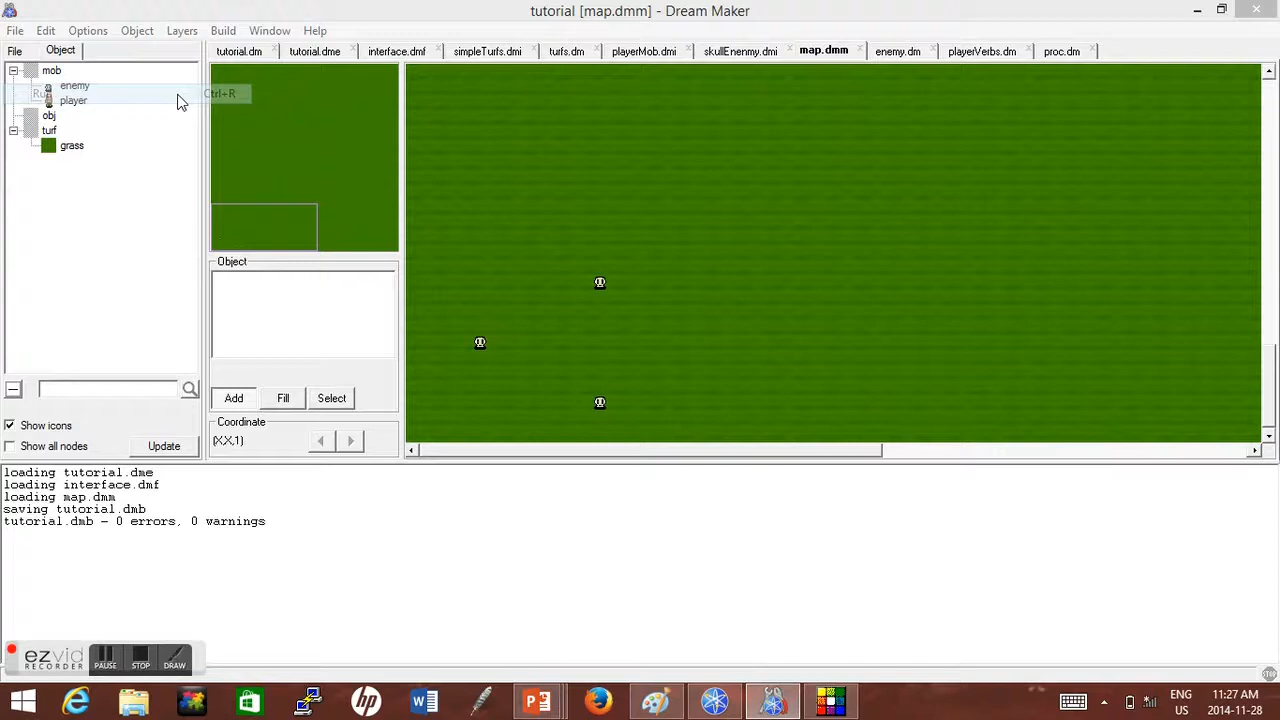 tutorial [map.dmm] - Dream Maker
File Edit Options Object Layers Build Window Help
File Object
tutorial.dm tutorial.dme interface.dmf simpleTurfs.dmi turfs.dm playerMob.dmi skullEnenmy.dmi map.dmm enemy.dm playerVerbs.dm proc.dm
mob
enemy
Ctrl+R
player
obj
turf
grass
Object
Add Fill Select
Show icons
Show all nodes Update
Coordinate
(X,X,1)
loading tutorial.dme
loading interface.dmf
loading map.dmm
saving tutorial.dmb
tutorial.dmb - 0 errors, 0 warnings
ezvid
RECORDER
PAUSE STOP DRAW
ENG
US
11:27 AM
2014-11-28